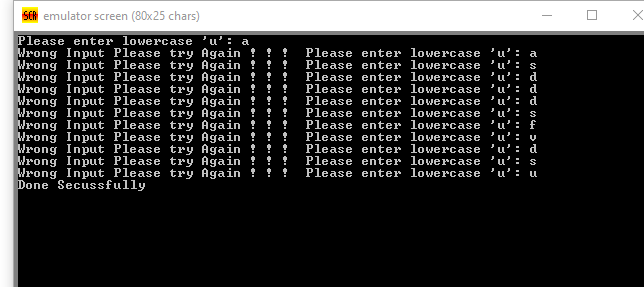 SCR emulator screen (80x25 chars)
Please enter lowercase 'u': a
Wrong Input Please try Again ! ! !  Please enter lowercase 'u': a
Wrong Input Please try Again ! ! !  Please enter lowercase 'u': s
Wrong Input Please try Again ! ! !  Please enter lowercase 'u': d
Wrong Input Please try Again ! ! !  Please enter lowercase 'u': d
Wrong Input Please try Again ! ! !  Please enter lowercase 'u': d
Wrong Input Please try Again ! ! !  Please enter lowercase 'u': s
Wrong Input Please try Again ! ! !  Please enter lowercase 'u': f
Wrong Input Please try Again ! ! !  Please enter lowercase 'u': v
Wrong Input Please try Again ! ! !  Please enter lowercase 'u': d
Wrong Input Please try Again ! ! !  Please enter lowercase 'u': s
Wrong Input Please try Again ! ! !  Please enter lowercase 'u': u
Done Secussfully